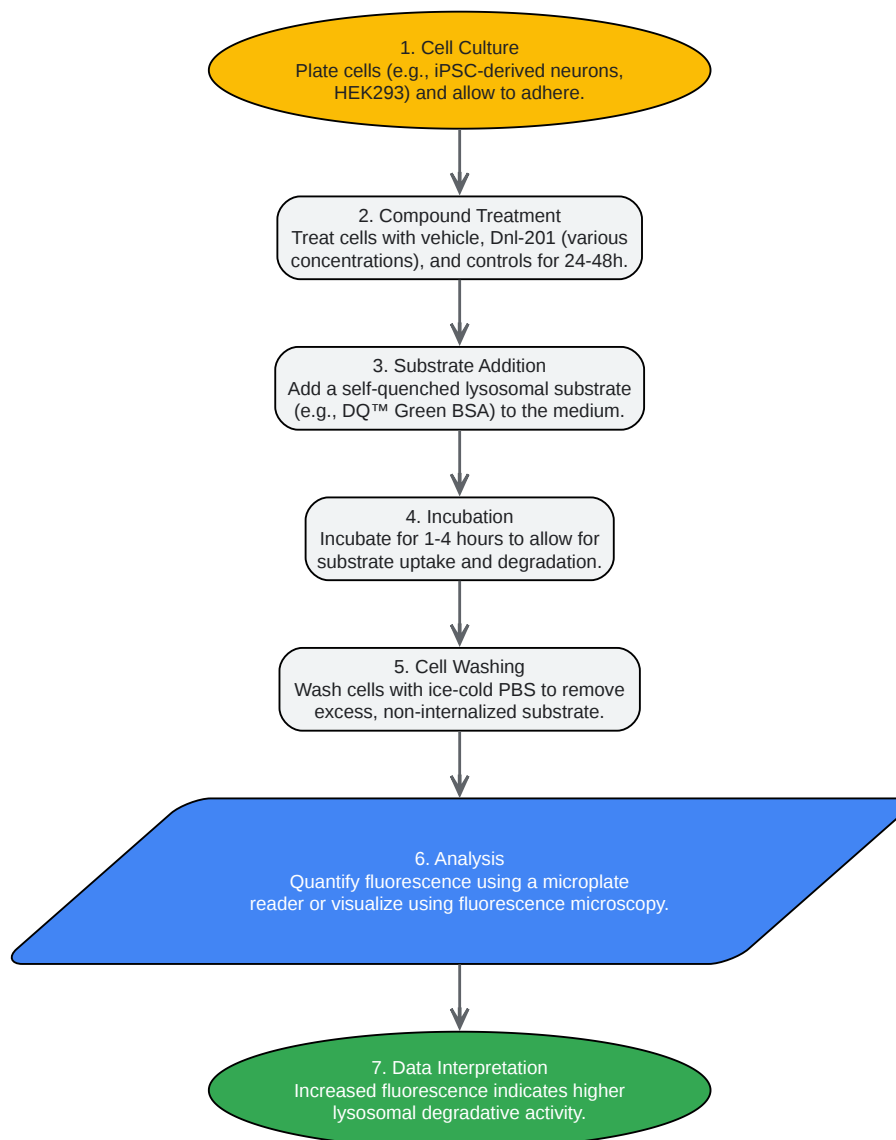 1. Cell Culture
Plate cells (e.g., iPSC-derived neurons,
HEK293) and allow to adhere.
2. Compound Treatment
Treat cells with vehicle, Dnl-201 (various
concentrations), and controls for 24-48h.
3. Substrate Addition
Add a self-quenched lysosomal substrate
(e.g., DQ™ Green BSA) to the medium.
4. Incubation
Incubate for 1-4 hours to allow for
substrate uptake and degradation.
5. Cell Washing
Wash cells with ice-cold PBS to remove
excess, non-internalized substrate.
6. Analysis
Quantify fluorescence using a microplate
reader or visualize using fluorescence microscopy.
7. Data Interpretation
Increased fluorescence indicates higher
lysosomal degradative activity.